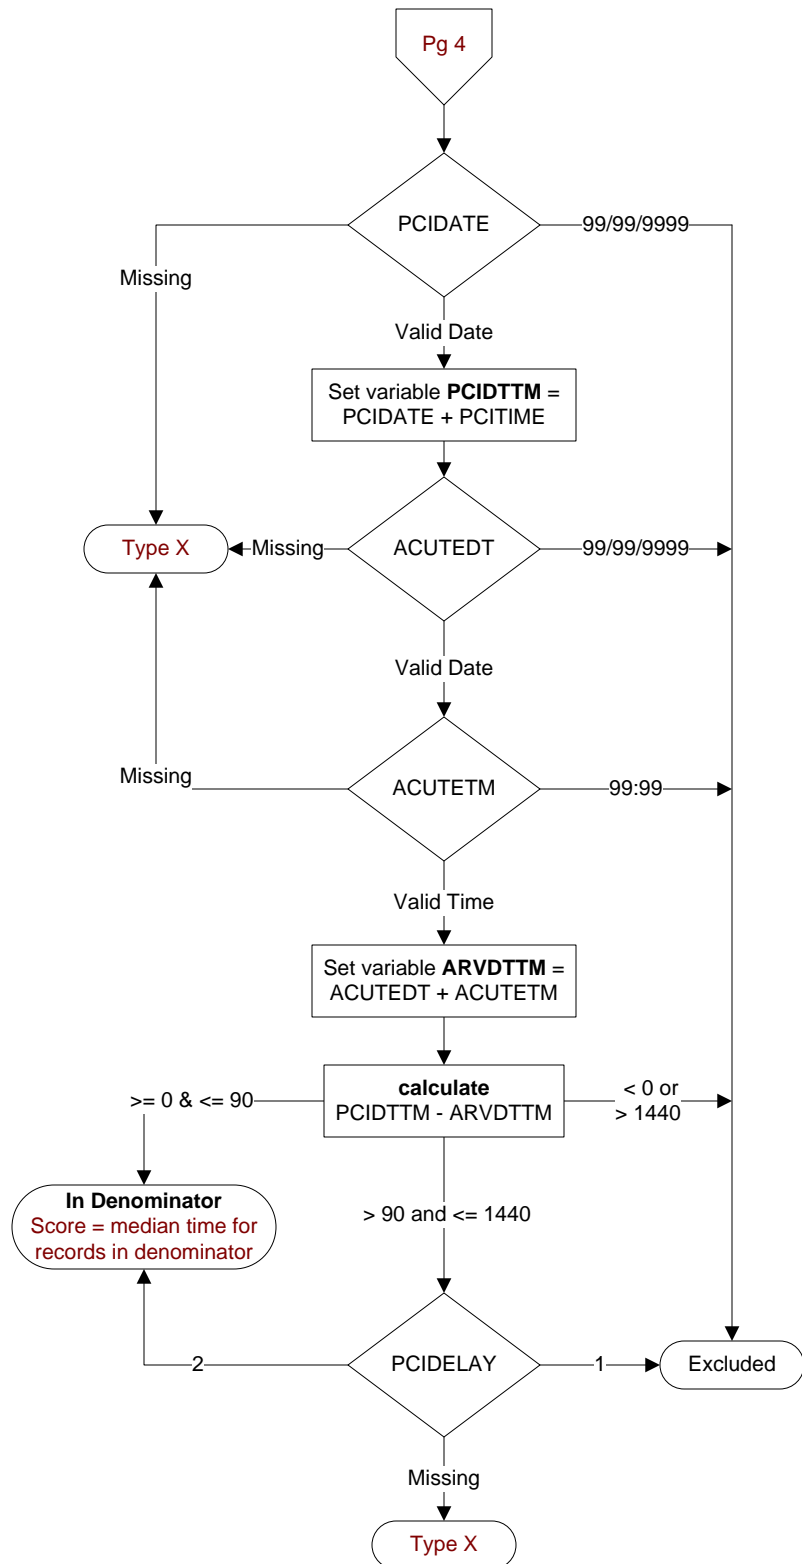 Pg 4
PCIDATE
99/99/9999
Missing
Valid Date
Set variable PCIDTTM =
PCIDATE + PCITIME
Type X
Missing
ACUTEDT
99/99/9999
Valid Date
Missing
ACUTETM
99:99
Valid Time
Set variable ARVDTTM =
ACUTEDT + ACUTETM
>= 0 & <= 90
calculate
PCIDTTM - ARVDTTM
< 0 or
> 1440
In Denominator
Score = median time for
records in denominator
> 90 and <= 1440
2
PCIDELAY
1
Excluded
Missing
Type X